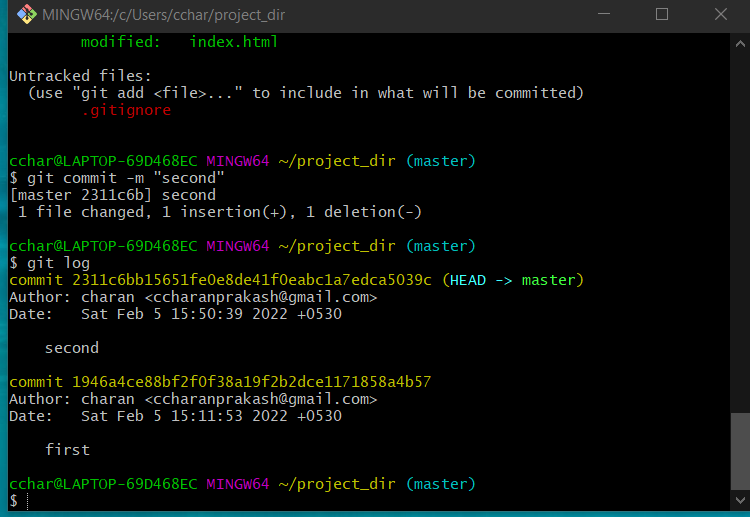 MINGW64:/c/Users/cchar/project_dir
modified:   index.html
Untracked files:
(use "git add <file>..." to include in what will be committed)
.gitignore
cchar@LAPTOP-69D468EC MINGW64 ~/project_dir (master)
$ git commit -m "second"
[master 2311c6b] second
1 file changed, 1 insertion(+), 1 deletion(-)
cchar@LAPTOP-69D468EC MINGW64 ~/project_dir (master)
$ git log
commit 2311c6bb15651fe0e8de41f0eabc1a7edca5039c (HEAD -> master)
Author: charan <ccharanprakash@gmail.com>
Date:   Sat Feb 5 15:50:39 2022 +0530
second
commit 1946a4ce88bf2f0f38a19f2b2dce1171858a4b57
Author: charan <ccharanprakash@gmail.com>
Date:   Sat Feb 5 15:11:53 2022 +0530
first
cchar@LAPTOP-69D468EC MINGW64 ~/project_dir (master)
$